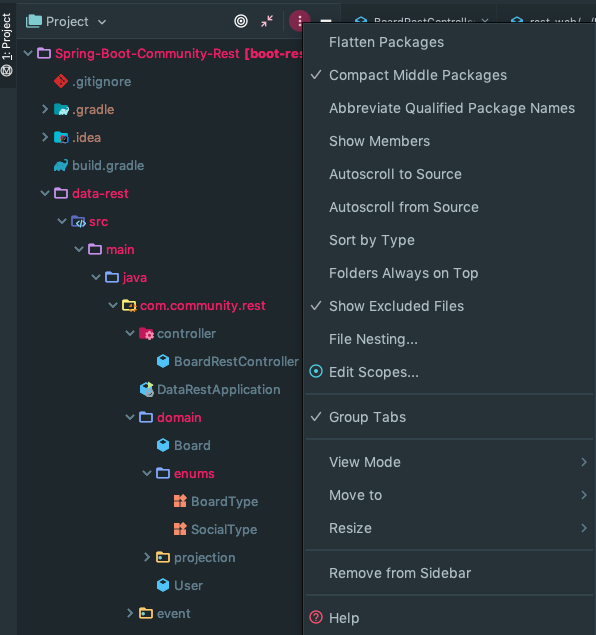 1: Project
Project
BoardRestControlle
rest-web/
Spring-Boot-Community-Rest [boot-res
.gitignore
.gradle
.idea
build.gradle
data-rest
src
main
java
com.community.rest
controller
BoardRestController
DataRestApplication
domain
Board
enums
BoardType
SocialType
projection
User
event
Flatten Packages
Compact Middle Packages
Abbreviate Qualified Package Names
Show Members
Autoscroll to Source
Autoscroll from Source
Sort by Type
Folders Always on Top
Show Excluded Files
File Nesting...
Edit Scopes...
Group Tabs
View Mode
Move to
Resize
Remove from Sidebar
Help